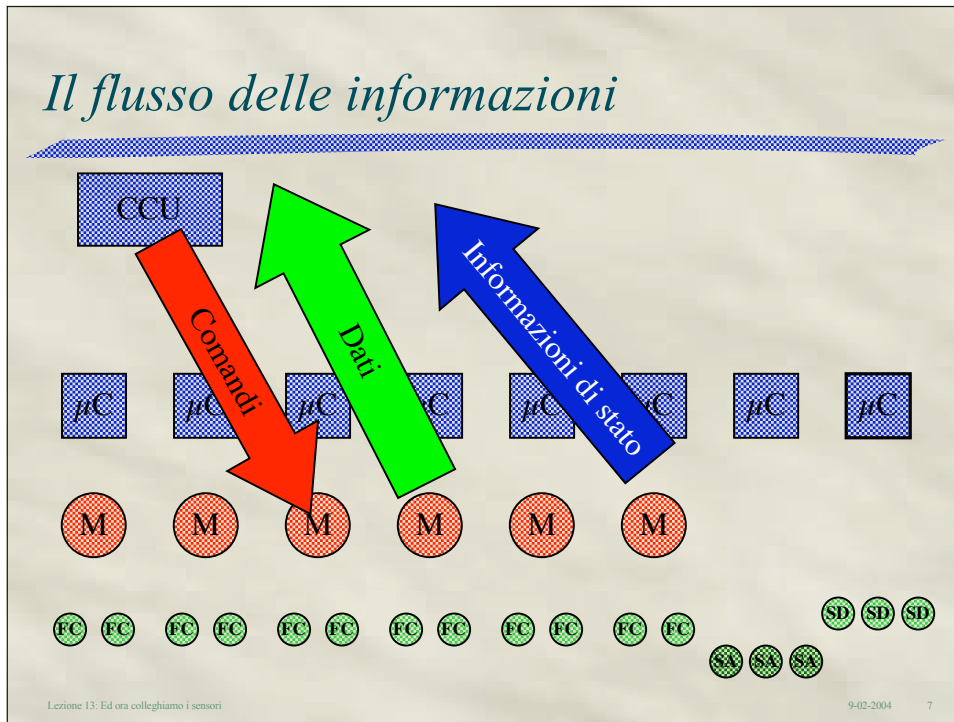 Il flusso delle informazioni
CCU
Comandi
Dati
Informazioni di stato
µC µC µC µC µC µC µC µC
M M M M M M
FC FC FC FC FC FC FC FC FC FC FC FC
SD SD SD
SA SA SA
Lezione 13: Ed ora colleghiamo i sensori 9-02-2004 7